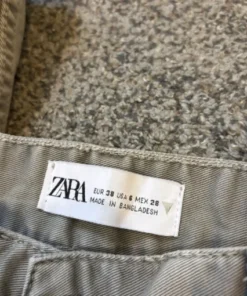 ZARA
EUR 38 USA 6 MEX 28
MADE IN BANGLADESH